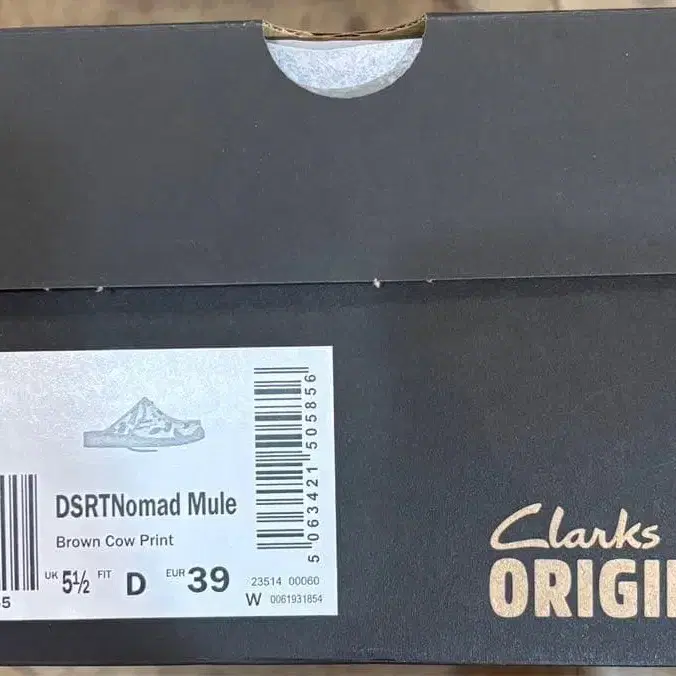 DSRTNomad Mule
Brown Cow Print
UK 5½ FIT D EUR 39
5 063421 505856
23514 00060
W 0061931854
Clarks
ORIGI